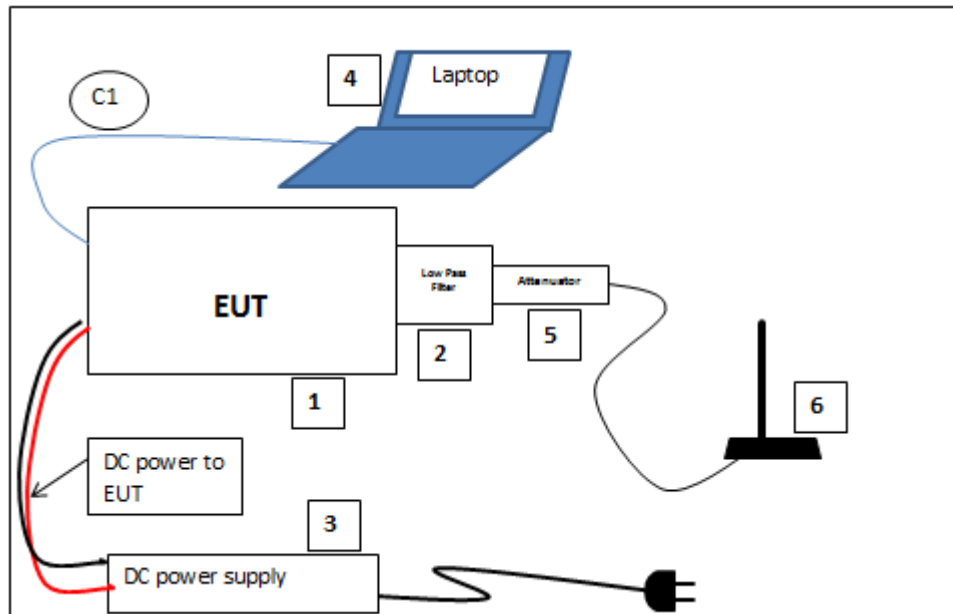 C1
4
Laptop
EUT
Low Pass
Filter
Attenuator
2
5
1
6
DC power to
EUT
3
DC power supply